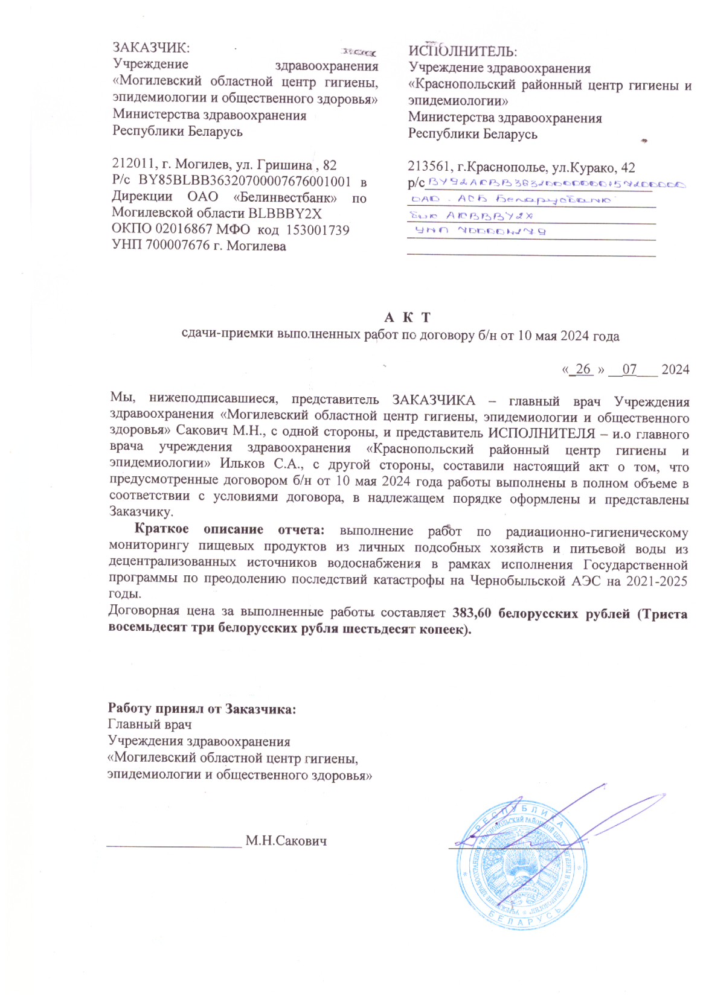 ЗАКАЗЧИК:
Учреждение здравоохранения
«Могилевский областной центр гигиены,
эпидемиологии и общественного здоровья»
Министерства здравоохранения
Республики Беларусь
212011, г. Могилев, ул. Гришина , 82
Р/с BY85BLBB36320700007676001001 в
Дирекции ОАО «Белинвестбанк» по
Могилевской области BLBBBY2X
ОКПО 02016867 МФО код 153001739
УНП 700007676 г. Могилева
ИСПОЛНИТЕЛЬ:
Учреждение здравоохранения
«Краснопольский районный центр гигиены и
эпидемиологии»
Министерства здравоохранения
Республики Беларусь
213561, г.Краснополье, ул.Курако, 42
р/с
ОАО АСБ Беларусбанк
бик AKBBBY2X
УНП
А К Т
сдачи-приемки выполненных работ по договору б/н от 10 мая 2024 года
«_26_» __07___ 2024
Мы, нижеподписавшиеся, представитель ЗАКАЗЧИКА – главный врач Учреждения
здравоохранения «Могилевский областной центр гигиены, эпидемиологии и общественного
здоровья» Сакович М.Н., с одной стороны, и представитель ИСПОЛНИТЕЛЯ – и.о главного
врача учреждения здравоохранения «Краснопольский районный центр гигиены и
эпидемиологии» Ильков С.А., с другой стороны, составили настоящий акт о том, что
предусмотренные договором б/н от 10 мая 2024 года работы выполнены в полном объеме в
соответствии с условиями договора, в надлежащем порядке оформлены и представлены
Заказчику.
Краткое описание отчета: выполнение работ по радиационно-гигиеническому
мониторингу пищевых продуктов из личных подсобных хозяйств и питьевой воды из
децентрализованных источников водоснабжения в рамках исполнения Государственной
программы по преодолению последствий катастрофы на Чернобыльской АЭС на 2021-2025
годы.
Договорная цена за выполненные работы составляет 383,60 белорусских рублей (Триста
восемьдесят три белорусских рубля шестьдесят копеек).
Работу принял от Заказчика:
Главный врач
Учреждения здравоохранения
«Могилевский областной центр гигиены,
эпидемиологии и общественного здоровья»
М.Н.Сакович
РЕСПУБЛИКА
БЕЛАРУСЬ
УЧРЕЖДЕНИЕ ЗДРАВООХРАНЕНИЯ "КРАСНОПОЛЬСКИЙ РАЙОННЫЙ ЦЕНТР ГИГИЕНЫ И ЭПИДЕМИОЛОГИИ"